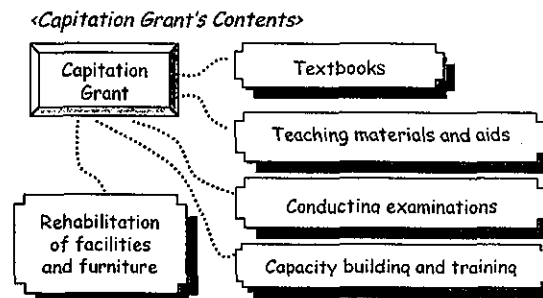 <Capitation Grant's Contents>
Capitation
Grant
Textbooks
Teaching materials and aids
Conducting examinations
Capacity building and training
Rehabilitation
of facilities
and furniture